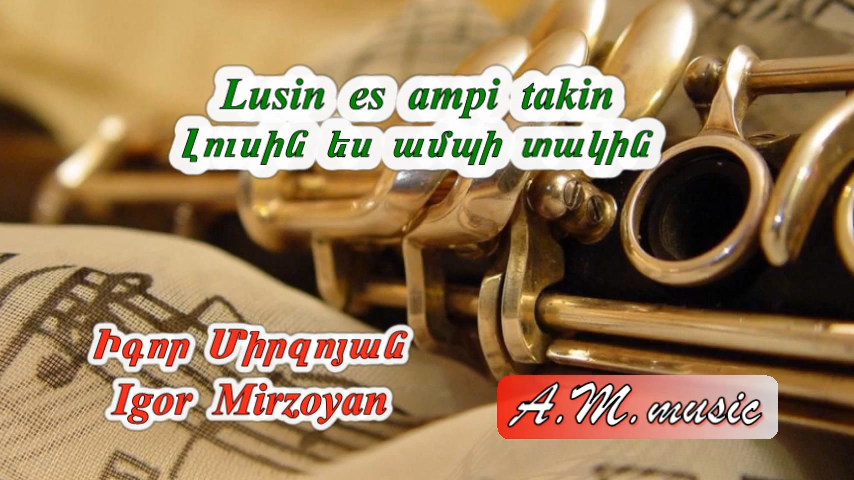 Lusin es ampi takin
Լուսին ես ամպի տակին
Իգոր Միրզոյան
Igor Mirzoyan
A.M.music